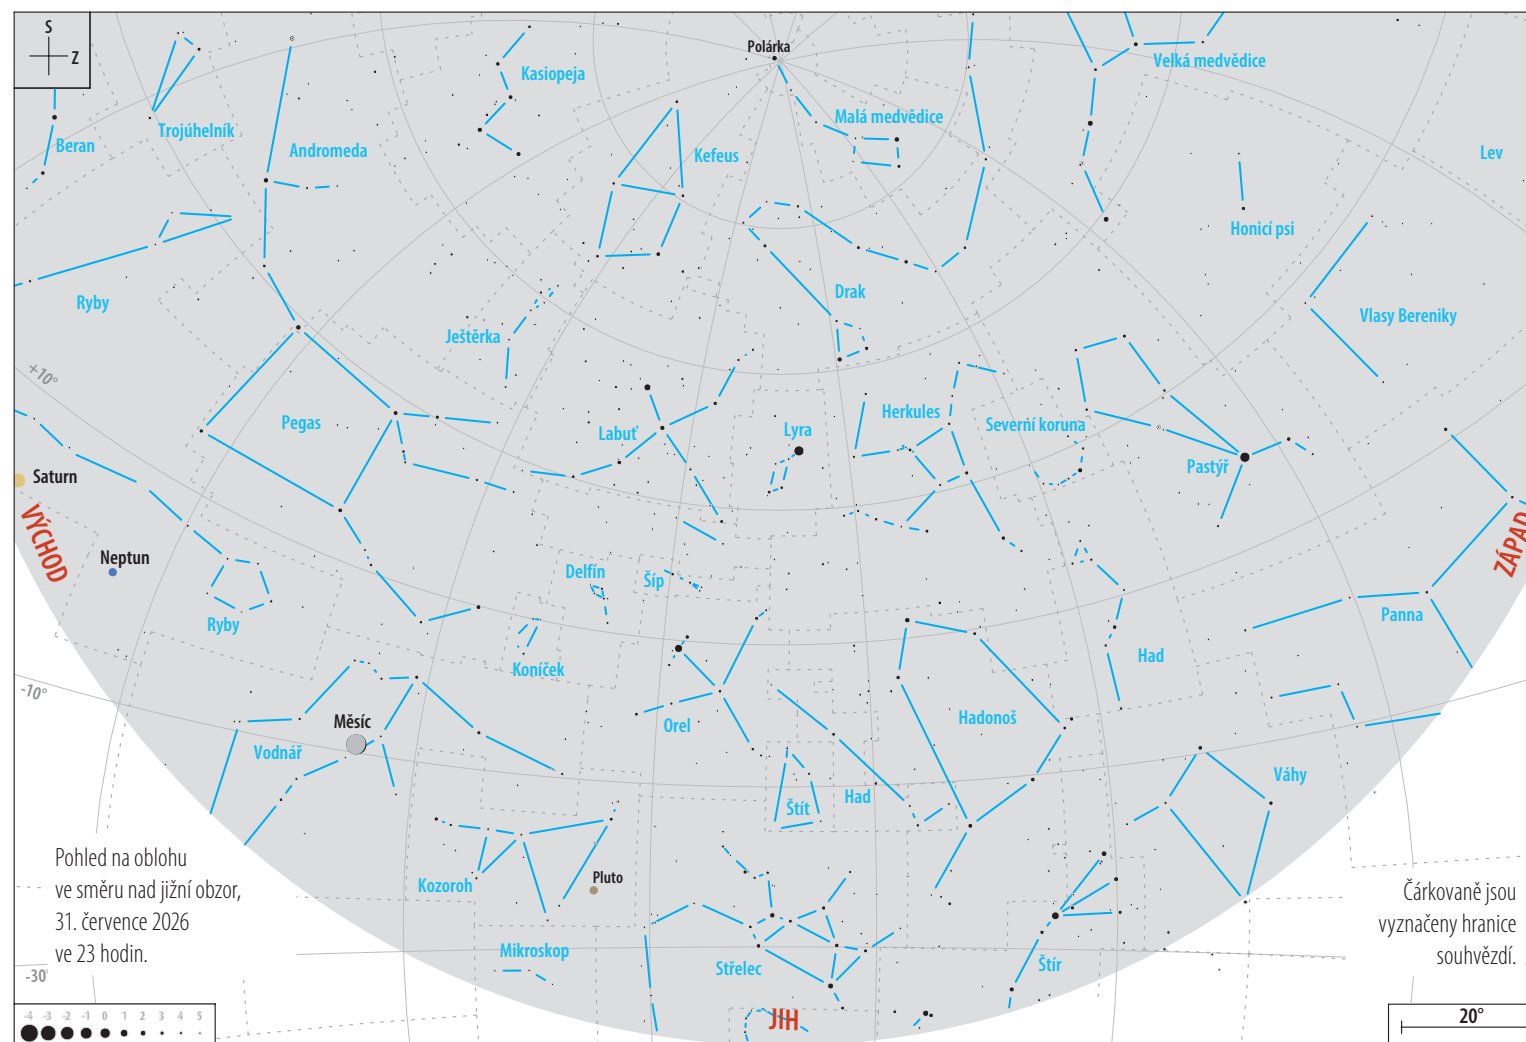 S
Z
Polárka
Velká medvědice
Kasiopeja
Malá medvědice
Trojúhelník
Beran
Andromeda
Kefeus
Lev
Honicí psi
Ryby
Drak
Vlasy Bereniky
Ještěrka
+10°
Pegas
Labuť
Lyra
Herkules
Severní koruna
Pastýř
Saturn
VÝCHOD
ZÁPAD
Neptun
Delfín
Šíp
Ryby
Panna
Koníček
Had
-10°
Měsíc
Orel
Hadonoš
Vodnář
Váhy
Štít
Had
Pohled na oblohu
ve směru nad jižní obzor,
31. července 2026
ve 23 hodin.
Kozoroh
Pluto
Čárkovaně jsou
vyznačeny hranice
souhvězdí.
Mikroskop
Střelec
Štír
-30
JIH
-4 -3 -2 -1 0 1 2 3 4 5
20°